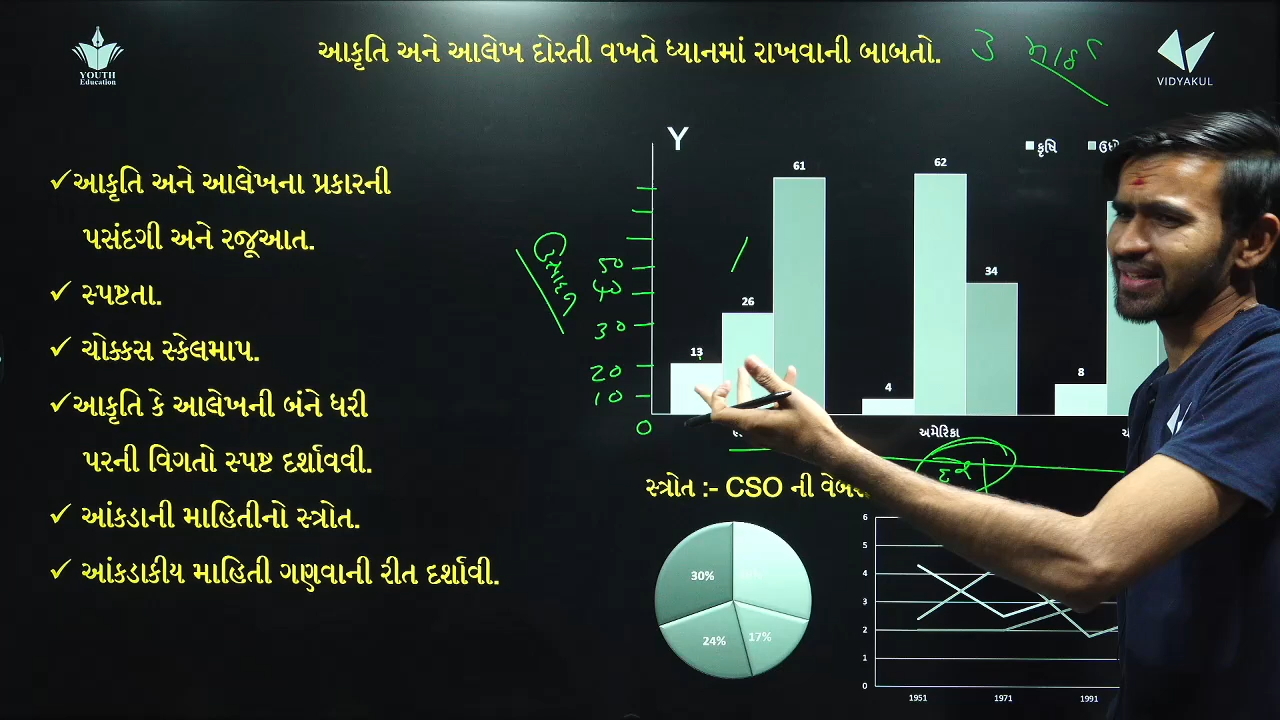 YOUTH
Education
આકૃતિ અને આલેખ દોરતી વખતે ધ્યાનમાં રાખવાની બાબતો.
3 માર્ક
VIDYAKUL
✓આકૃતિ અને આલેખના પ્રકારની
પસંદગી અને રજૂઆત.
✓ સ્પષ્ટતા.
✓ ચોક્કસ સ્કેલમાપ.
✓આકૃતિ કે આલેખની બંને ધરી
પરની વિગતો સ્પષ્ટ દર્શાવવી.
✓ આંકડાની માહિતીનો સ્ત્રોત.
✓ આંકડાકીય માહિતી ગણવાની રીત દર્શાવી.
Y
કૃષિ
61
62
34
26
13
4
8
50
40
30
20
10
0
ઉત્પાદન
અમેરિકા
દેશ
સ્ત્રોત :- CSO ની
30%
24%
17%
6
5
4
3
2
1
0
1951
1971
1991